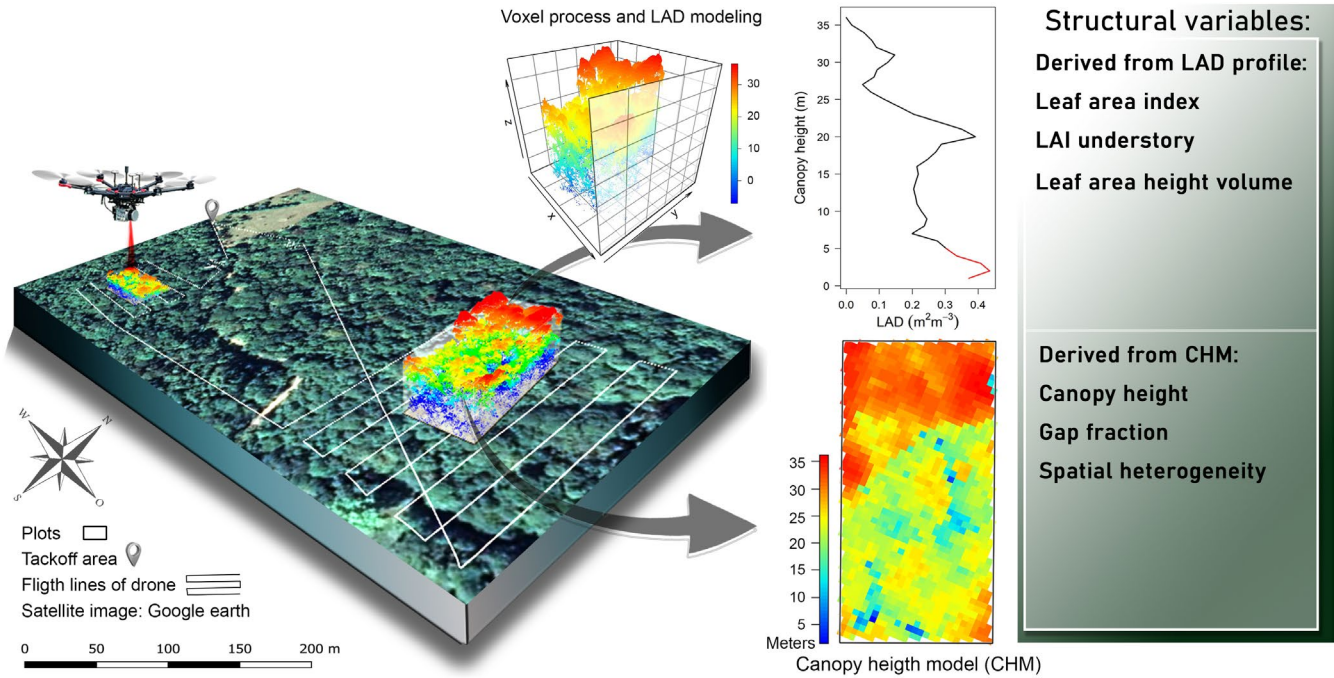 Voxel process and LAD modeling
z
x
y
30
20
10
0
Canopy height (m)
35
30
25
20
15
10
5
0
0.0 0.1 0.2 0.3 0.4
LAD (m²m⁻³)
Structural variables:
Derived from LAD profile:
Leaf area index
LAI understory
Leaf area height volume
Derived from CHM:
Canopy height
Gap fraction
Spatial heterogeneity
35
30
25
20
15
10
5
Meters
Canopy heigth model (CHM)
W
N
S
O
Plots
Tackoff area
Fligth lines of drone
Satellite image: Google earth
0 50 100 150 200 m